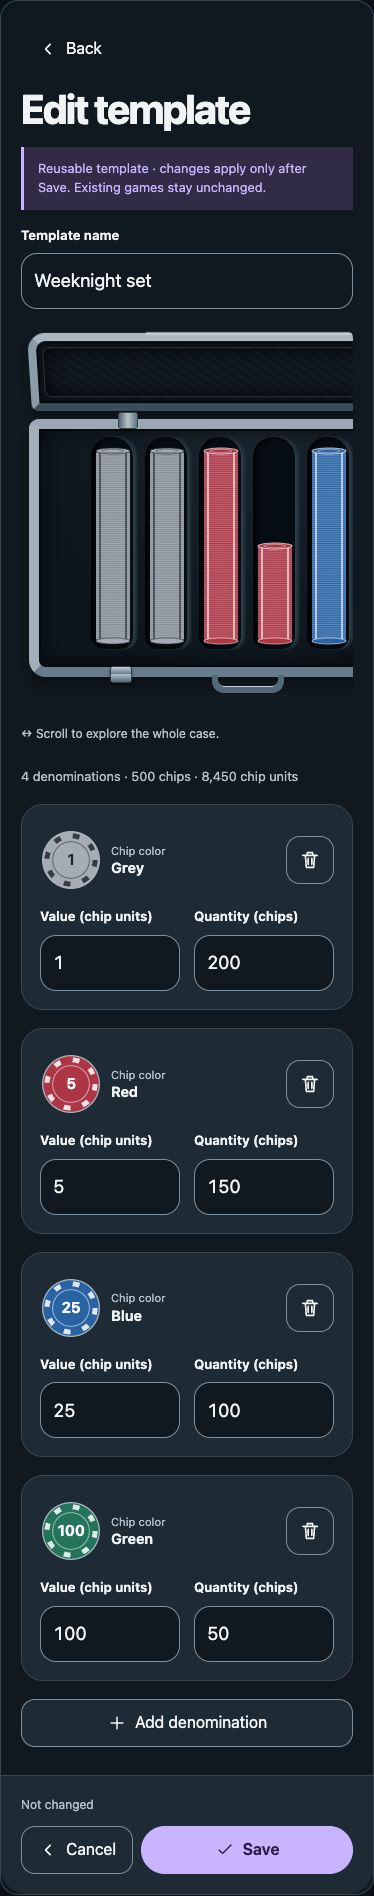 Back
Edit template
Reusable template · changes apply only after
Save. Existing games stay unchanged.
Template name
Weeknight set
↔ Scroll to explore the whole case.
4 denominations · 500 chips · 8,450 chip units
1
Chip color
Grey
Value (chip units) Quantity (chips)
1 200
5
Chip color
Red
Value (chip units) Quantity (chips)
5 150
25
Chip color
Blue
Value (chip units) Quantity (chips)
25 100
100
Chip color
Green
Value (chip units) Quantity (chips)
100 50
Add denomination
Not changed
Cancel Save